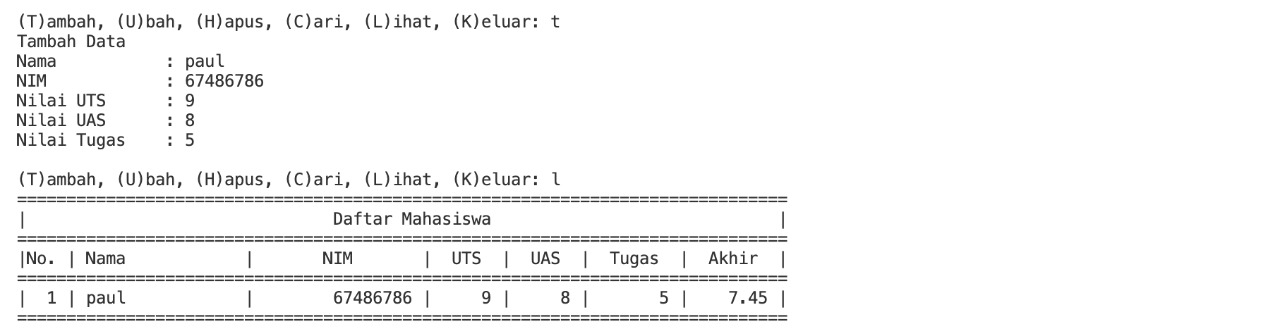 (T)ambah, (U)bah, (H)apus, (C)ari, (L)ihat, (K)eluar: t
Tambah Data
Nama           : paul
NIM            : 67486786
Nilai UTS      : 9
Nilai UAS      : 8
Nilai Tugas    : 5

(T)ambah, (U)bah, (H)apus, (C)ari, (L)ihat, (K)eluar: l
==============================================================================
|                               Daftar Mahasiswa                             |
==============================================================================
|No. | Nama            |       NIM       |  UTS  |  UAS  |  Tugas  |  Akhir  |
==============================================================================
|  1 | paul            |        67486786 |     9 |     8 |       5 |    7.45 |
==============================================================================